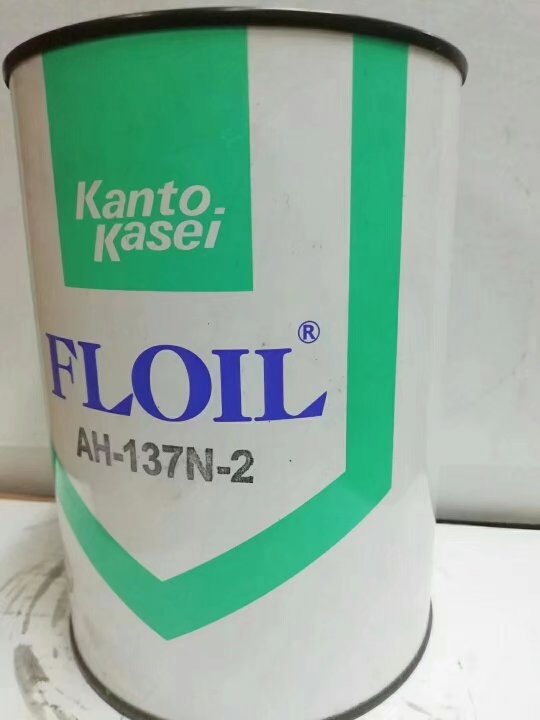 Kanto
Kasei
FLOIL®
AH-137N-2